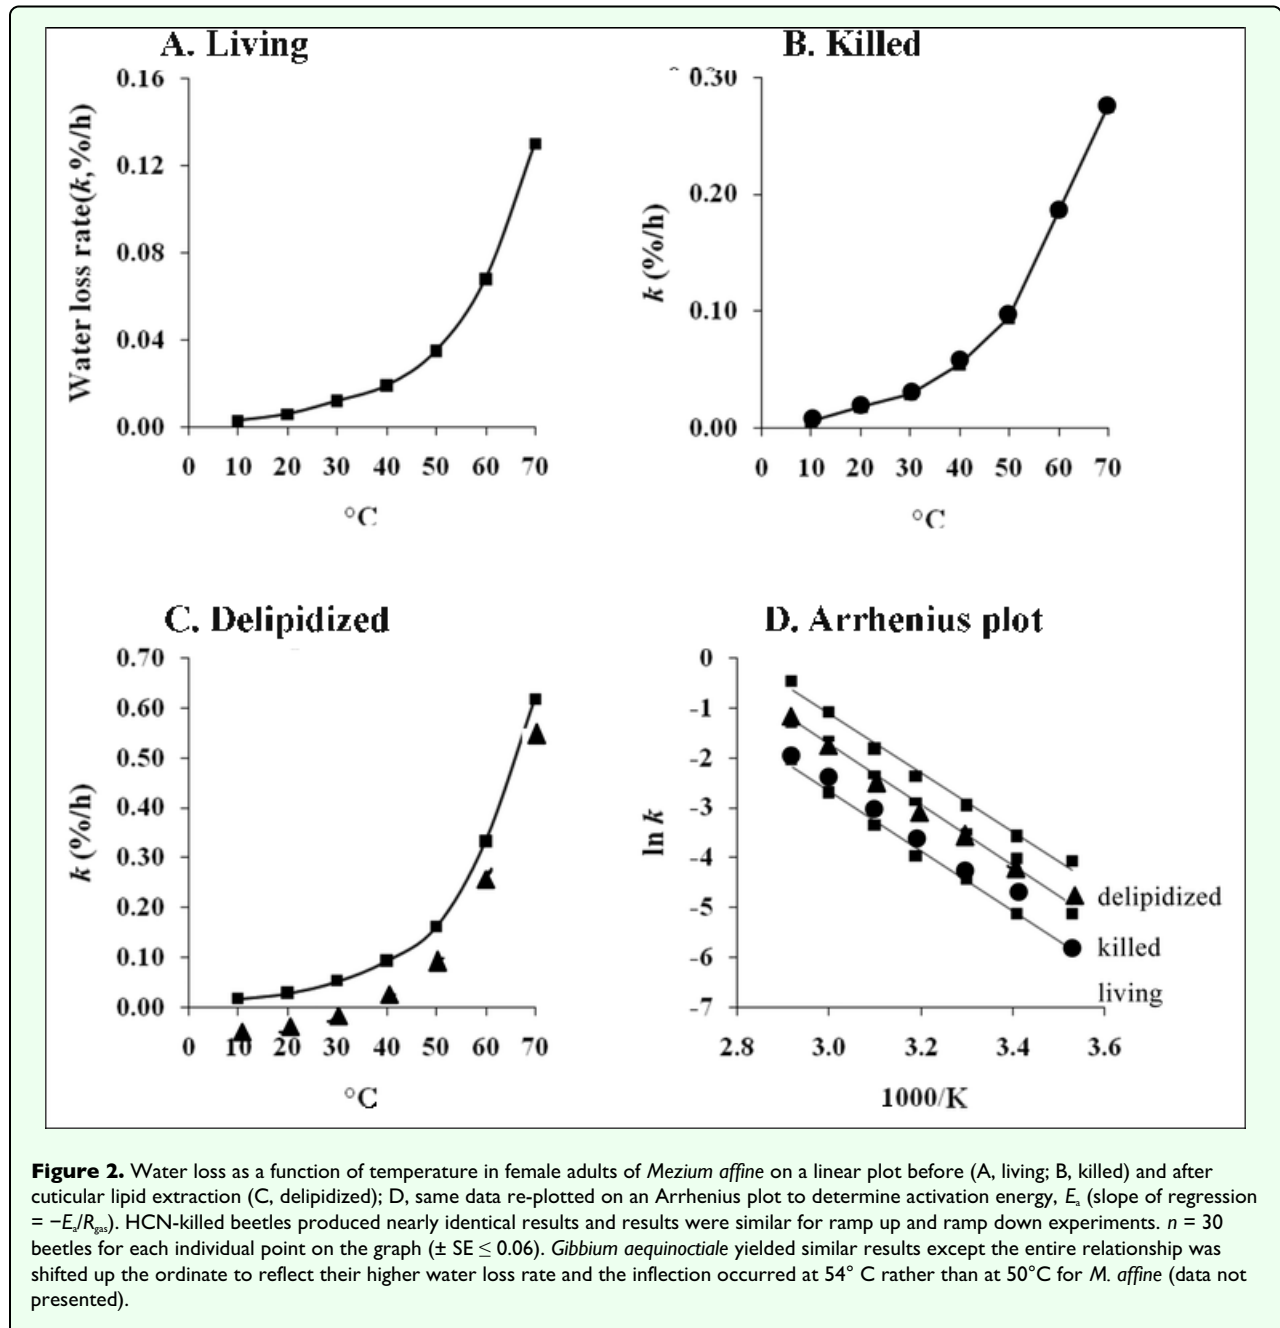 A. Living
0.16
0.12
0.08
0.04
0.00
Water loss rate(k,%/h)
0 10 20 30 40 50 60 70
°C
B. Killed
0.30
0.20
0.10
0.00
k (%/h)
0 10 20 30 40 50 60 70
°C
C. Delipidized
0.70
0.60
0.50
0.40
0.30
0.20
0.10
0.00
k (%/h)
0 10 20 30 40 50 60 70
°C
D. Arrhenius plot
0
-1
-2
-3
-4
-5
-6
-7
ln k
delipidized
killed
living
2.8 3.0 3.2 3.4 3.6
1000/K
Figure 2. Water loss as a function of temperature in female adults of Mezium affine on a linear plot before (A, living; B, killed) and after
cuticular lipid extraction (C, delipidized); D, same data re-plotted on an Arrhenius plot to determine activation energy, Ea (slope of regression
= −Ea/Rgas). HCN-killed beetles produced nearly identical results and results were similar for ramp up and ramp down experiments. n = 30
beetles for each individual point on the graph (± SE ≤ 0.06). Gibbium aequinoctiale yielded similar results except the entire relationship was
shifted up the ordinate to reflect their higher water loss rate and the inflection occurred at 54° C rather than at 50°C for M. affine (data not
presented).